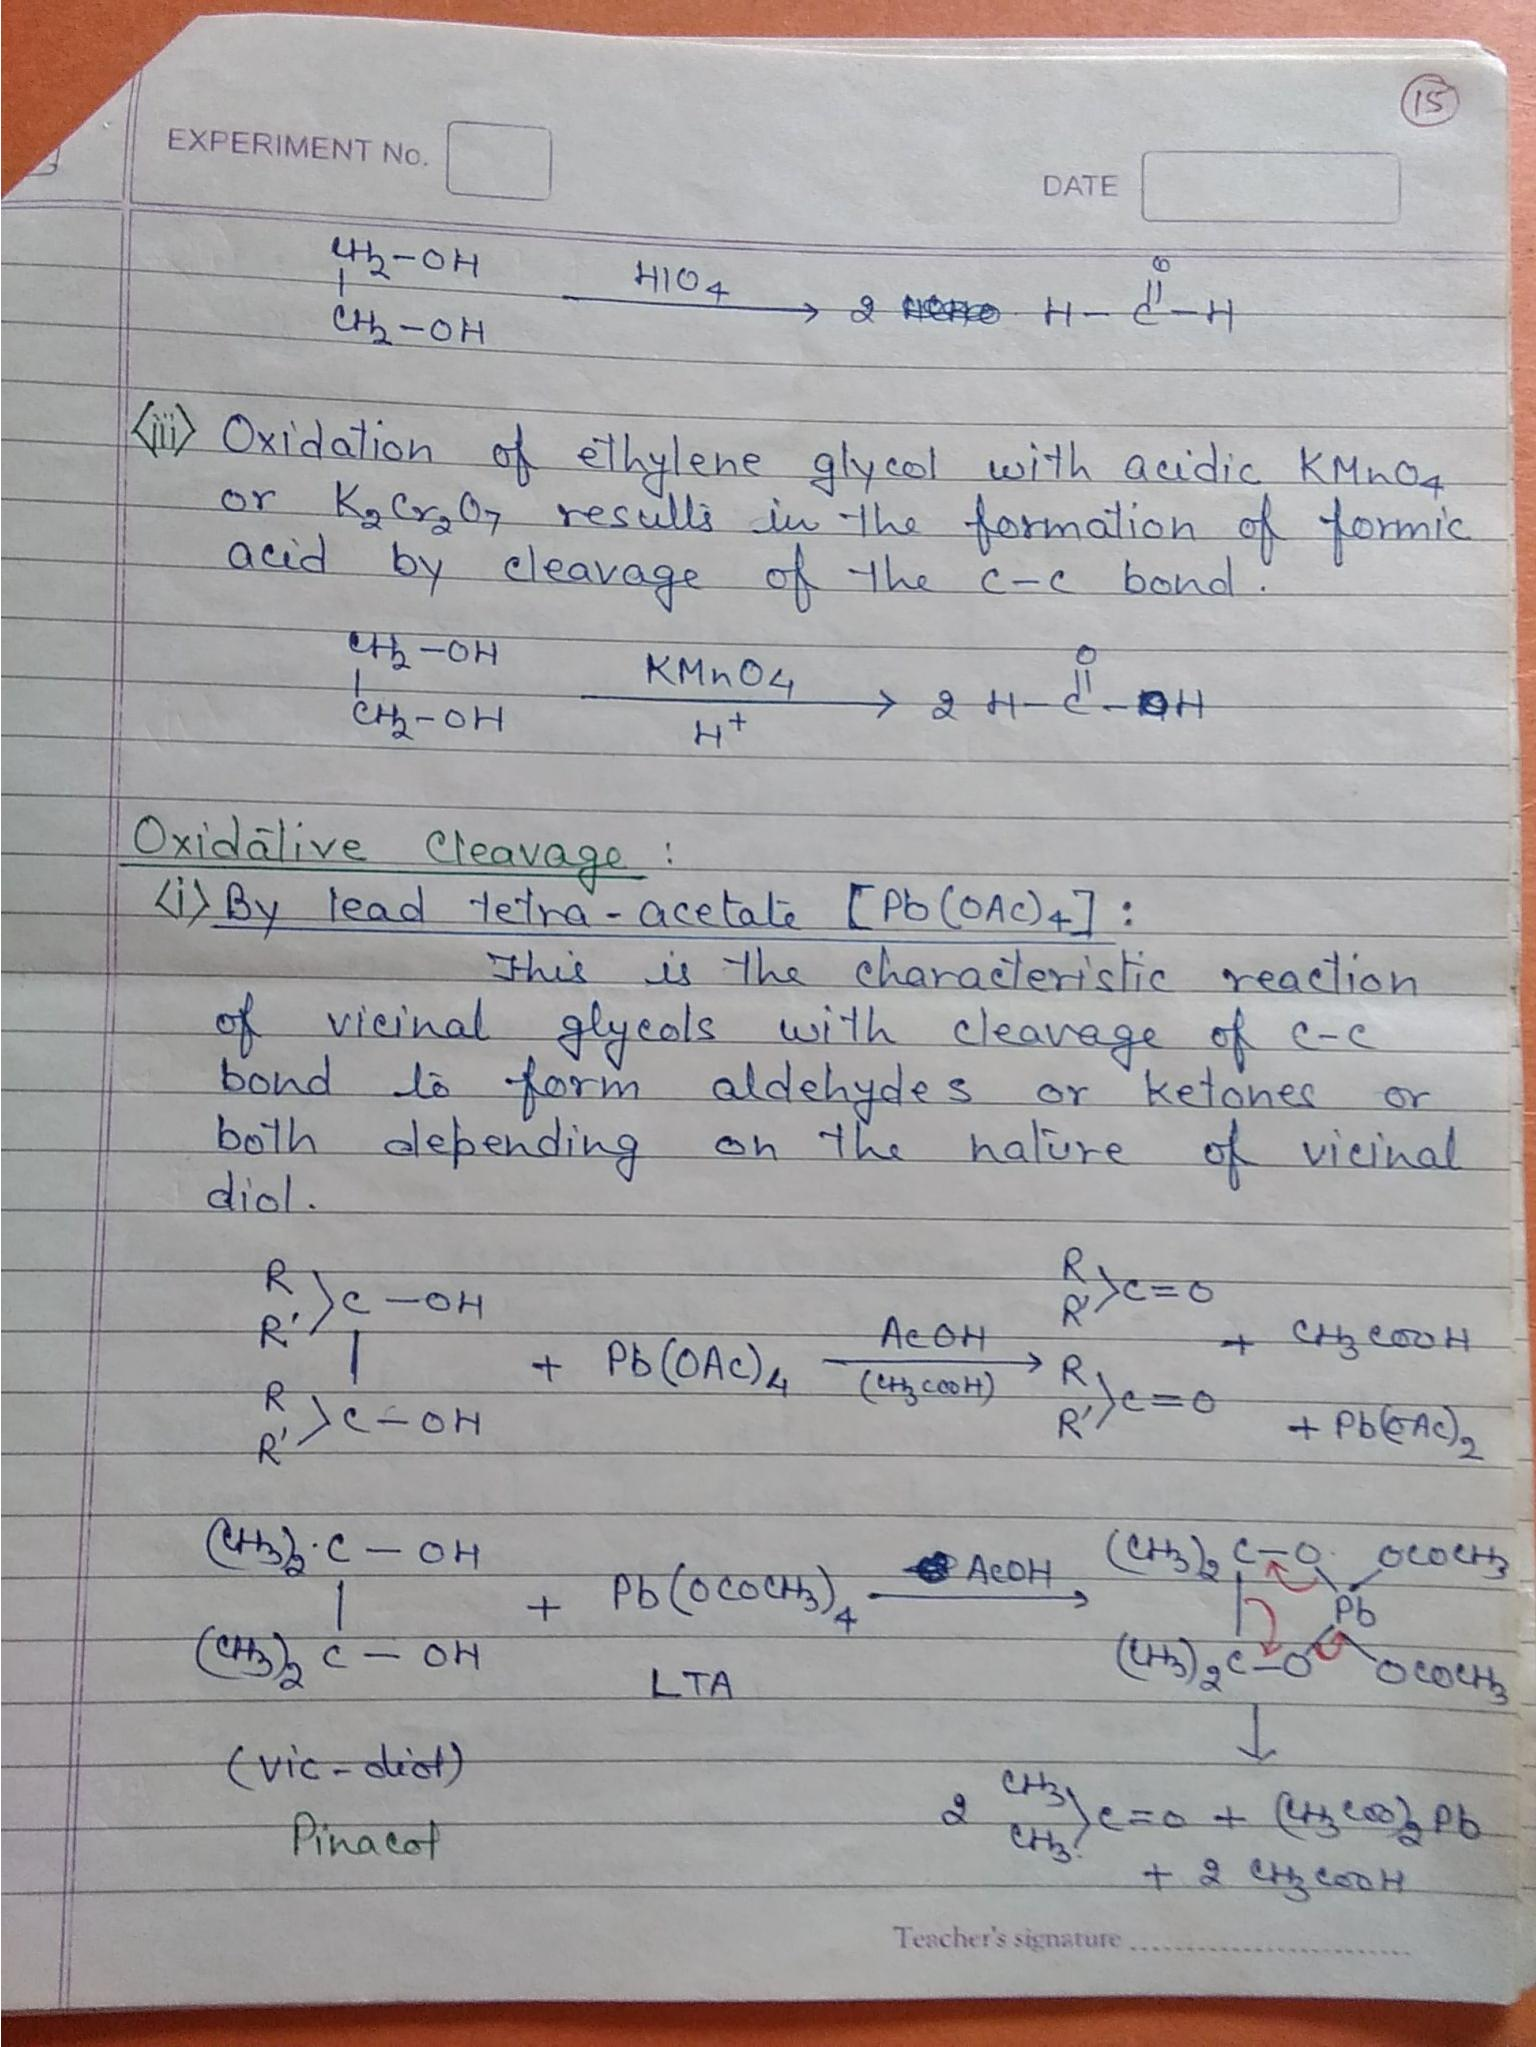 15
EXPERIMENT No.
DATE
CH2-OH
HIO4
O
CH2-OH
2 H-C-H
<iii> Oxidation of ethylene glycol with acidic KMnO4
or K2Cr2O7 results in the formation of formic
acid by cleavage of the C-C bond.
CH2-OH
KMnO4
O
CH2-OH
H+
2 H-C-OH
Oxidative Cleavage :
<i> By lead tetra-acetate [Pb(OAc)4] :
This is the characteristic reaction
of vicinal glycols with cleavage of C-C
bond to form aldehydes or ketones or
both depending on the nature of vicinal
diol.
R
R'
C-OH
R
R'
C-OH
+ Pb(OAc)4
AcOH
(CH3COOH)
R
R'
C=O
R
R'
C=O
+ CH3COOH
+ Pb(OAc)2
(CH3)2.C-OH
(CH3)2 C-OH
+ Pb(OCOCH3)4
LTA
AcOH
(CH3)2 C-O OCOCH3
Pb
(CH3)2C-O OCOCH3
(vic-diol)
Pinacol
2 CH3
CH3
C=O + (CH3COO)2 Pb
+ 2 CH3COOH
Teacher's signature